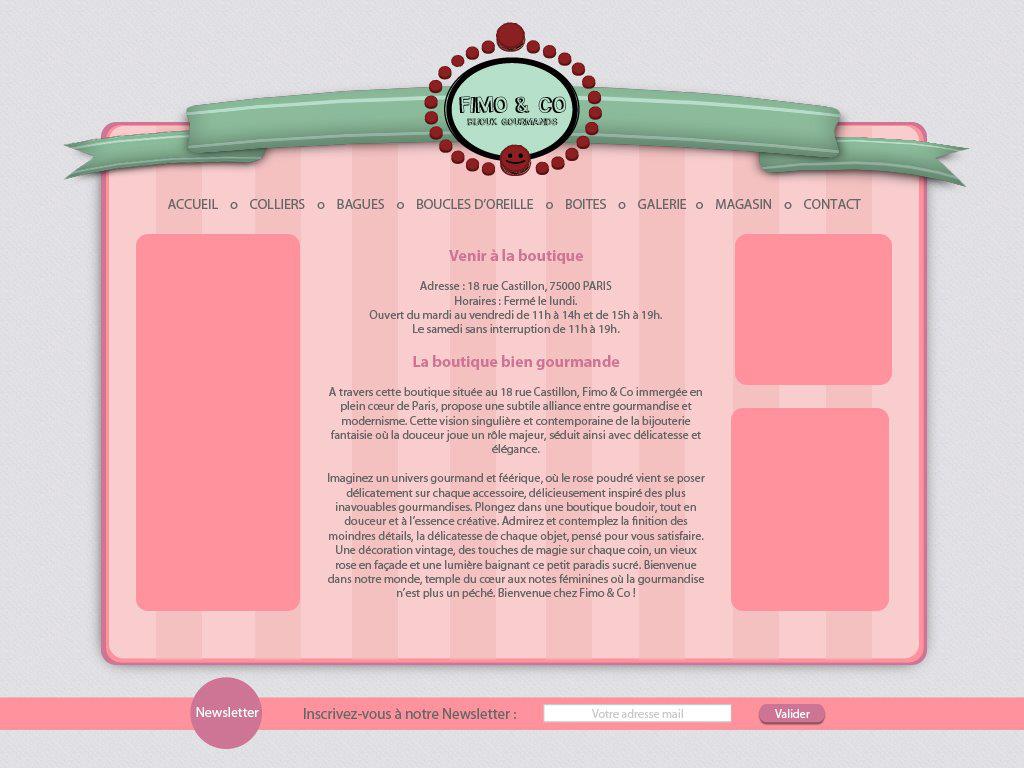 FIMO & CO
BIJOUX GOURMANDS
ACCUEIL o COLLIERS o BAGUES o BOUCLES D'OREILLE o BOITES o GALERIE o MAGASIN o CONTACT
Venir à la boutique
Adresse : 18 rue Castillon, 75000 PARIS
Horaires : Fermé le lundi.
Ouvert du mardi au vendredi de 11h à 14h et de 15h à 19h.
Le samedi sans interruption de 11h à 19h.
La boutique bien gourmande
A travers cette boutique située au 18 rue Castillon, Fimo & Co immergée en
plein cœur de Paris, propose une subtile alliance entre gourmandise et
modernisme. Cette vision singulière et contemporaine de la bijouterie
fantaisie où la douceur joue un rôle majeur, séduit ainsi avec délicatesse et
élégance.
Imaginez un univers gourmand et féérique, où le rose poudré vient se poser
délicatement sur chaque accessoire, délicieusement inspiré des plus
inavouables gourmandises. Plongez dans une boutique boudoir, tout en
douceur et à l'essence créative. Admirez et contemplez la finition des
moindres détails, la délicatesse de chaque objet, pensé pour vous satisfaire.
Une décoration vintage, des touches de magie sur chaque coin, un vieux
rose en façade et une lumière baignant ce petit paradis sucré. Bienvenue
dans notre monde, temple du cœur aux notes féminines où la gourmandise
n'est plus un péché. Bienvenue chez Fimo & Co !
Newsletter
Inscrivez-vous à notre Newsletter :
Votre adresse mail
Valider